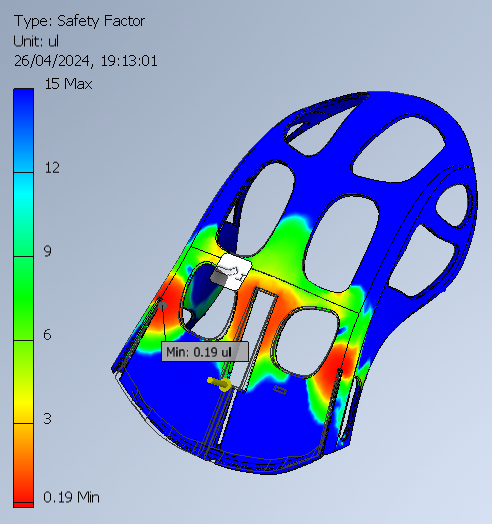 Type: Safety Factor
Unit: ul
26/04/2024, 19:13:01
15 Max
12
9
6
3
0.19 Min
Min: 0.19 ul